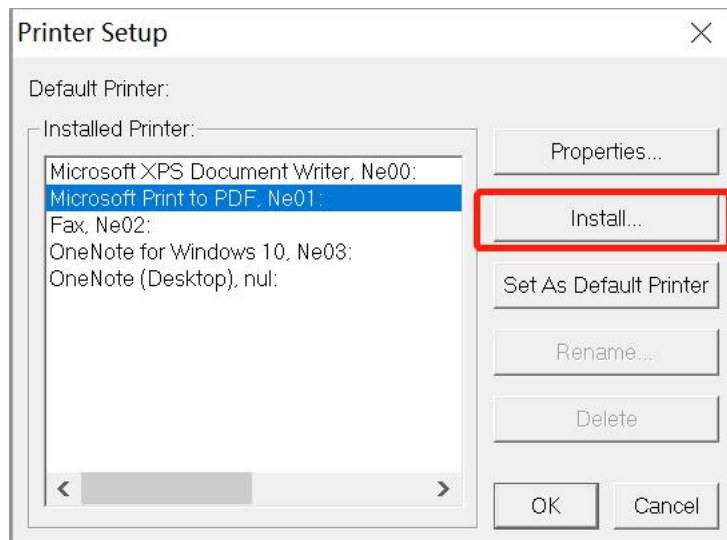 Printer Setup
Default Printer:
Installed Printer:
Microsoft XPS Document Writer, Ne00:
Microsoft Print to PDF, Ne01:
Fax, Ne02:
OneNote for Windows 10, Ne03:
OneNote (Desktop), nul:
Properties...
Install...
Set As Default Printer
Rename...
Delete
OK
Cancel